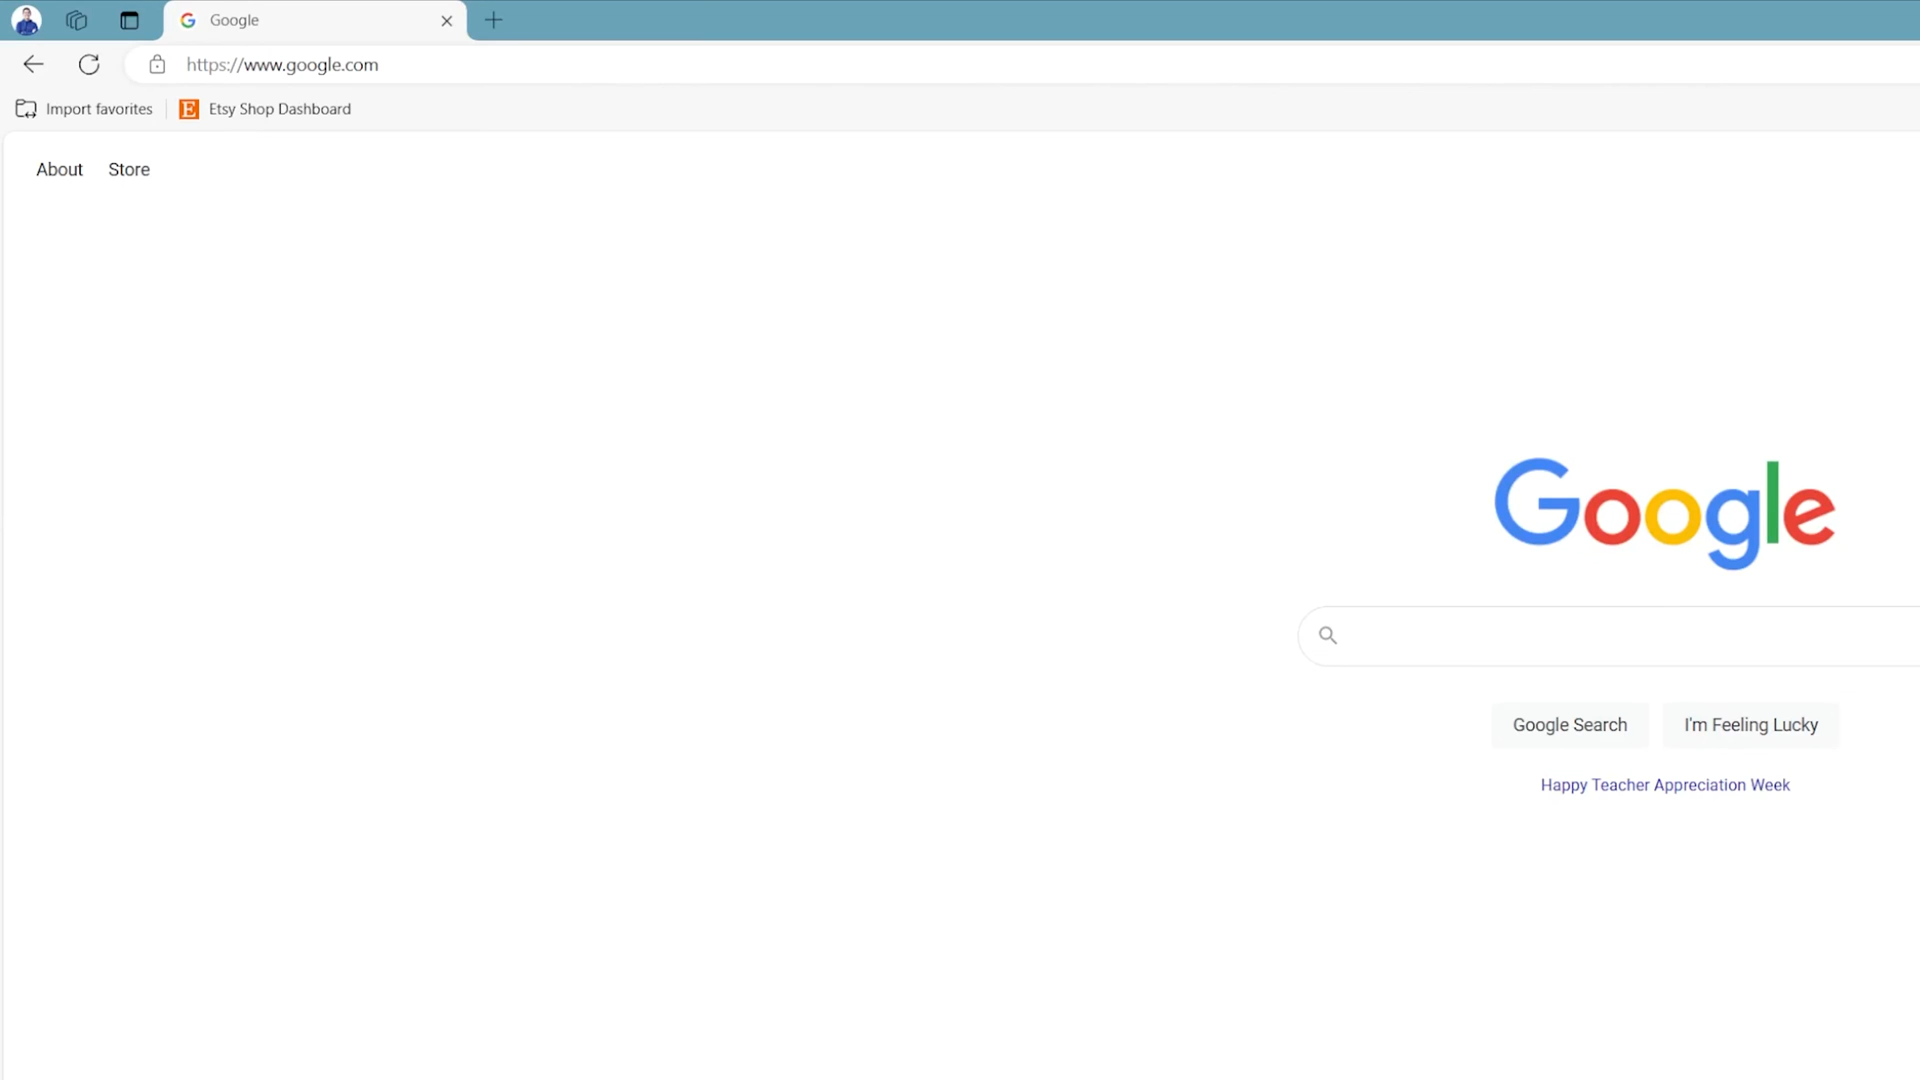 Google
https://www.google.com
Import favorites
E Etsy Shop Dashboard
About Store
Google
Google Search I'm Feeling Lucky
Happy Teacher Appreciation Week